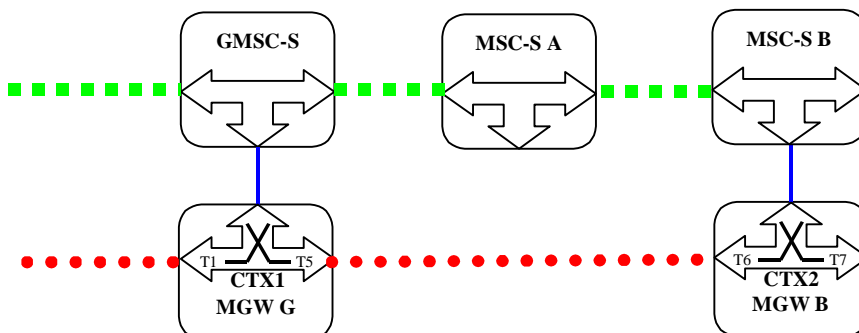 GMSC-S
MSC-S A
MSC-S B
T1
T5
CTX1
MGW G
T6
T7
CTX2
MGW B